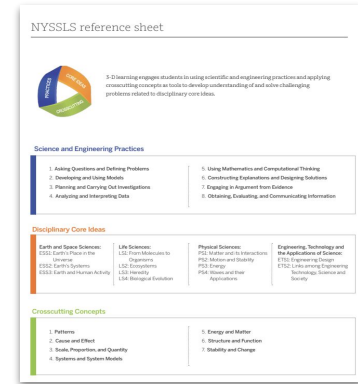 NYSSLS reference sheet
PRACTICES
CORE IDEAS
CROSSCUTTING
3-D learning engages students in using scientific and engineering practices and applying
crosscutting concepts as tools to develop understanding of and solve challenging
problems related to disciplinary core ideas.
Science and Engineering Practices
1. Asking Questions and Defining Problems
2. Developing and Using Models
3. Planning and Carrying Out Investigations
4. Analyzing and Interpreting Data
5. Using Mathematics and Computational Thinking
6. Constructing Explanations and Designing Solutions
7. Engaging in Argument from Evidence
8. Obtaining, Evaluating, and Communicating Information
Disciplinary Core Ideas
Earth and Space Sciences:
ESS1: Earth's Place in the
Universe
ESS2: Earth's Systems
ESS3: Earth and Human Activity
Life Sciences:
LS1: From Molecules to
Organisms
LS2: Ecosystems
LS3: Heredity
LS4: Biological Evolution
Physical Sciences:
PS1: Matter and Its Interactions
PS2: Motion and Stability
PS3: Energy
PS4: Waves and their
Applications
Engineering, Technology and
the Applications of Science:
ETS1: Engineering Design
ETS2: Links among Engineering
Technology, Science and
Society
Crosscutting Concepts
1. Patterns
2. Cause and Effect
3. Scale, Proportion, and Quantity
4. Systems and System Models
5. Energy and Matter
6. Structure and Function
7. Stability and Change